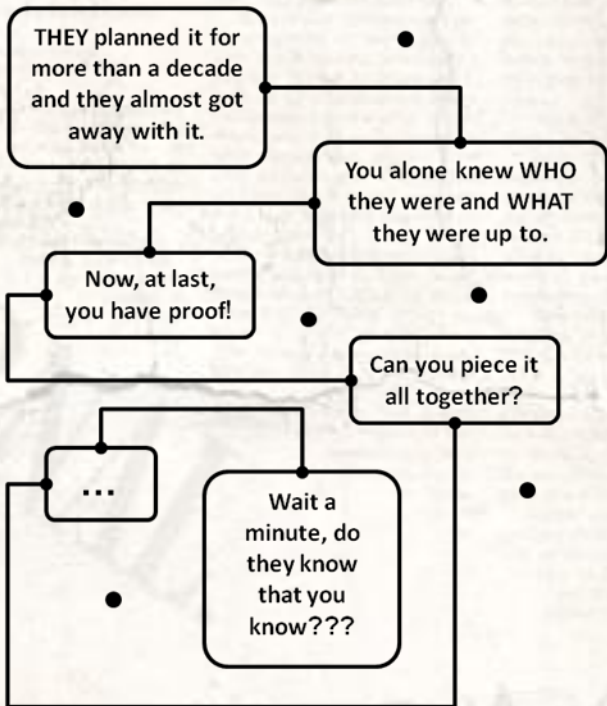 THEY planned it for
more than a decade
and they almost got
away with it.
You alone knew WHO
they were and WHAT
they were up to.
Now, at last,
you have proof!
Can you piece it
all together?
...
Wait a
minute, do
they know
that you
know???